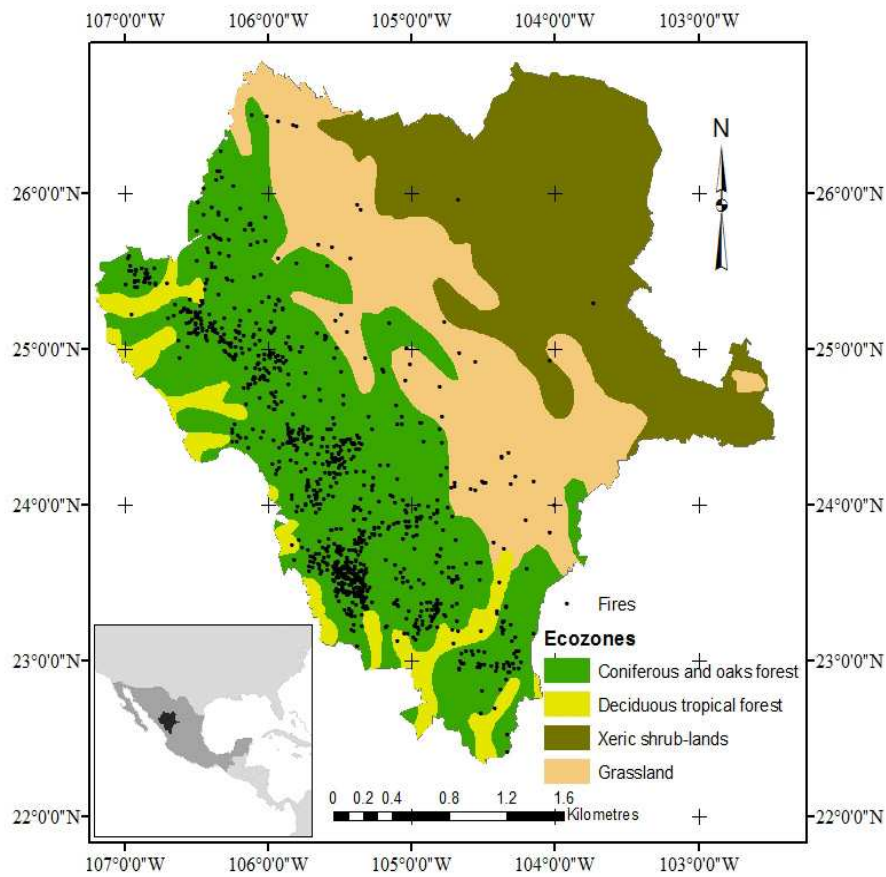 107°0'0"W 106°0'0"W 105°0'0"W 104°0'0"W 103°0'0"W
N
26°0'0"N 26°0'0"N
25°0'0"N 25°0'0"N
24°0'0"N 24°0'0"N
23°0'0"N 23°0'0"N
22°0'0"N 22°0'0"N
Fires
Ecozones
Coniferous and oaks forest
Deciduous tropical forest
Xeric shrub-lands
Grassland
0 0.2 0.4 0.8 1.2 1.6
Kilometres
107°0'0"W 106°0'0"W 105°0'0"W 104°0'0"W 103°0'0"W